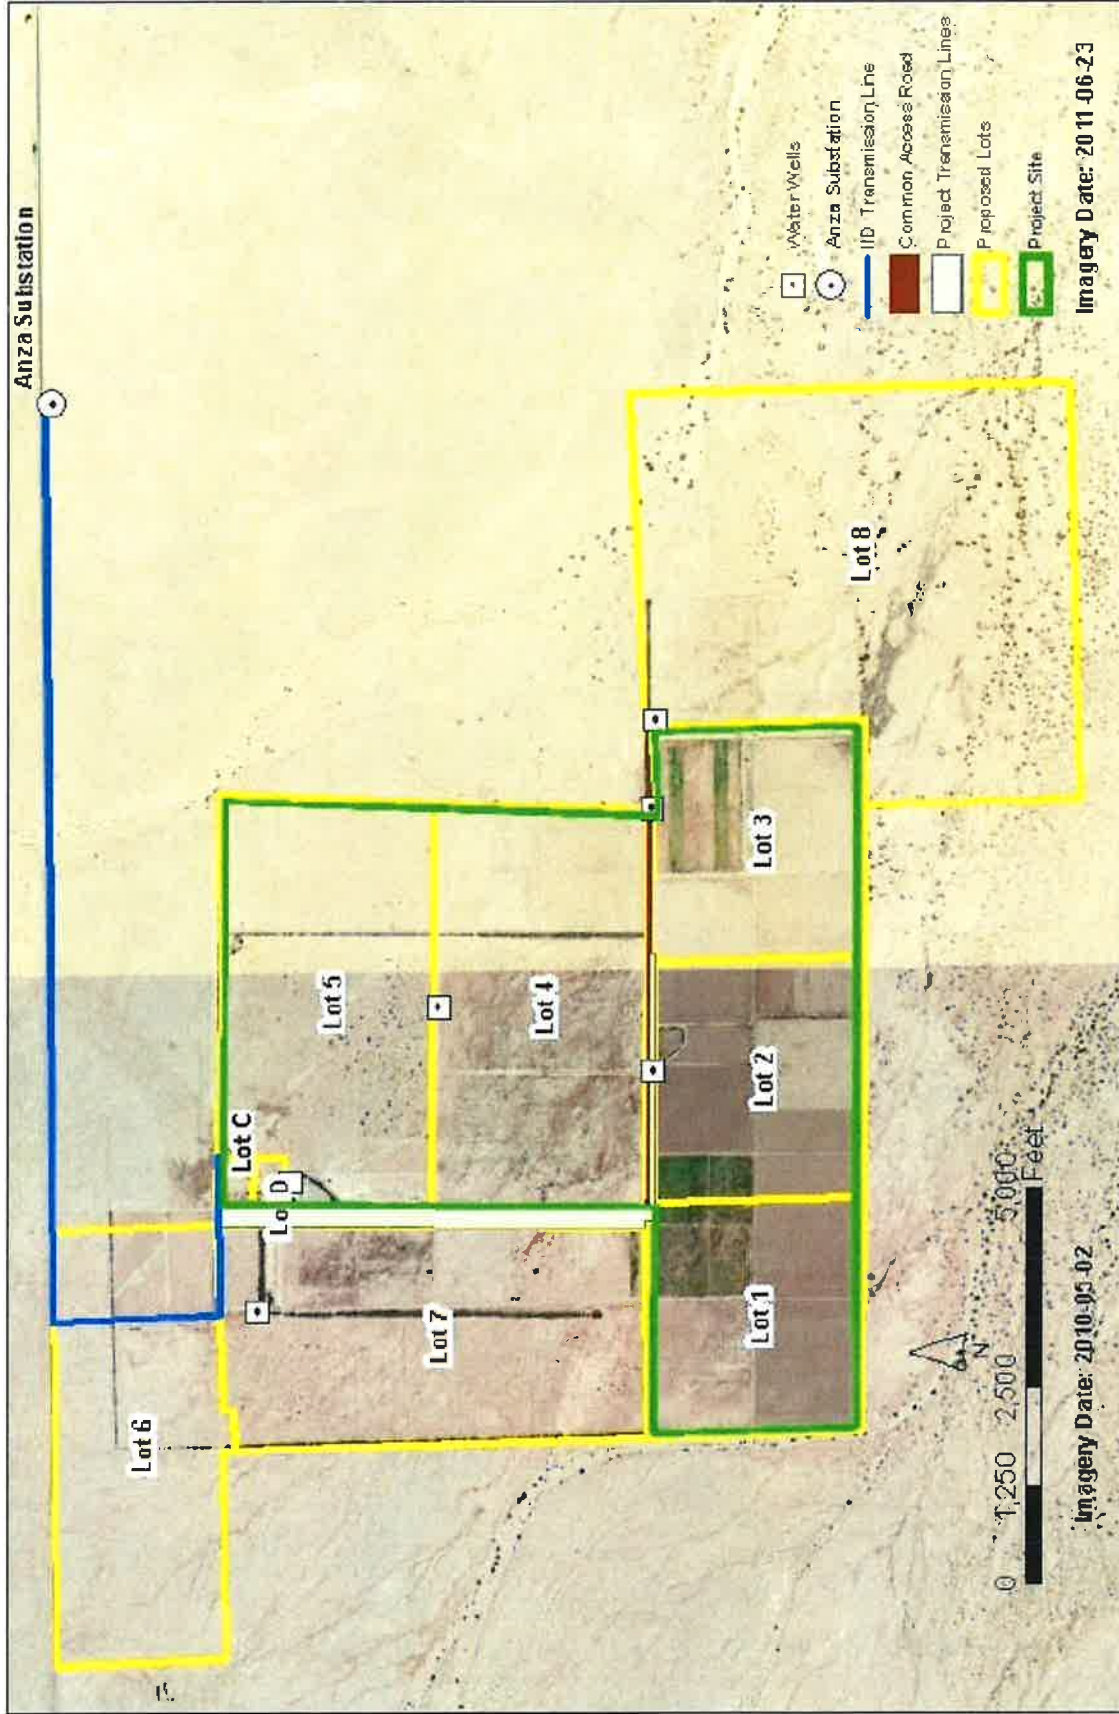 Anza Substation
Lot 6
Lot C
Lot 5
Lot 4
Lot 7
Lot 8
Lot 3
Lot 2
Lot 1
Water Wells
Anza Substation
IID Transmission Line
Common Access Road
Project Transmission Lines
Proposed Lots
Project Site
N
0 1,250 2,500 5,000
Feet
Imagery Date: 2010-05-02
Imagery Date: 2011-06-23